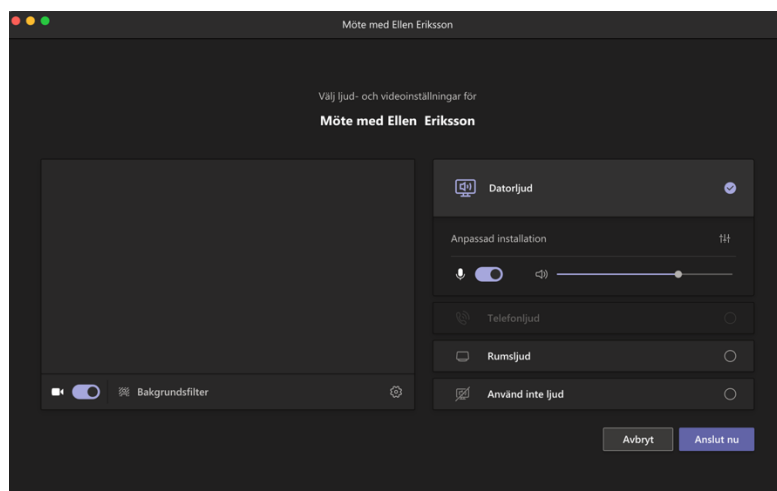 Möte med Ellen Eriksson
Välj ljud- och videoinställningar för
Möte med Ellen Eriksson
Datorljud
Anpassad installation
Telefonljud
Rumsljud
Bakgrundsfilter
Använd inte ljud
Avbryt
Anslut nu